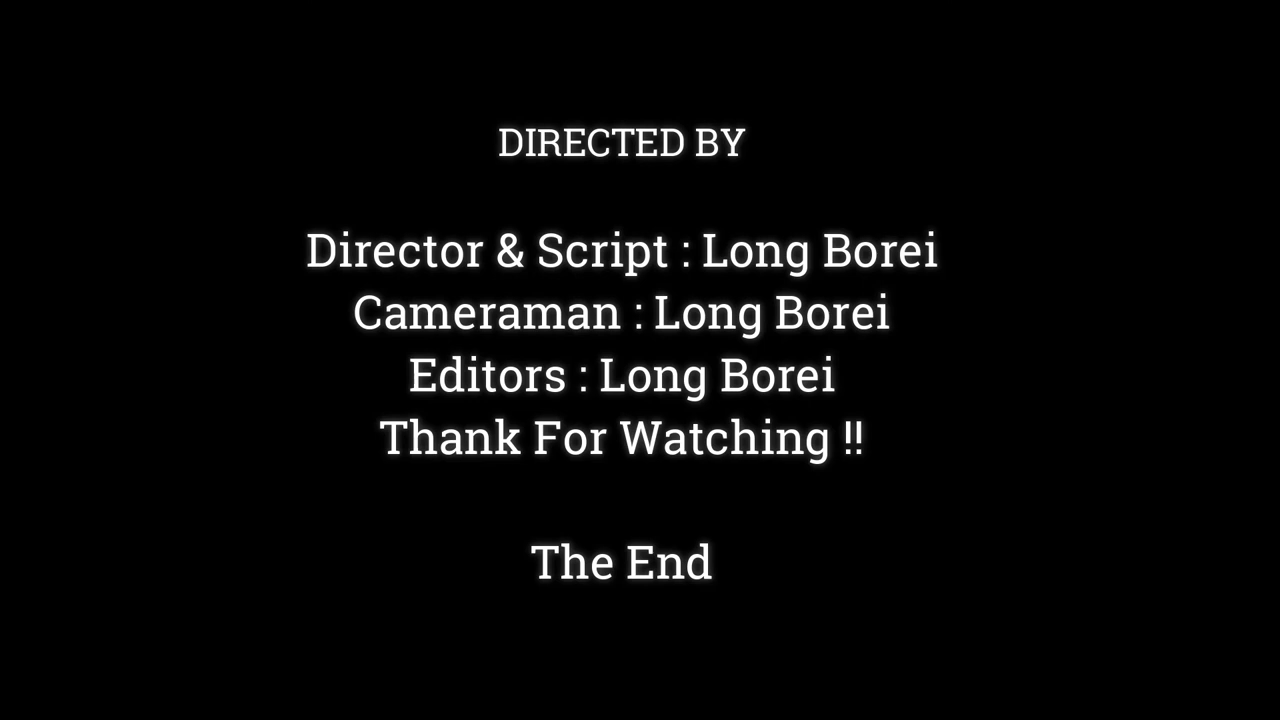 DIRECTED BY
Director & Script : Long Borei
Cameraman : Long Borei
Editors : Long Borei
Thank For Watching !!
The End